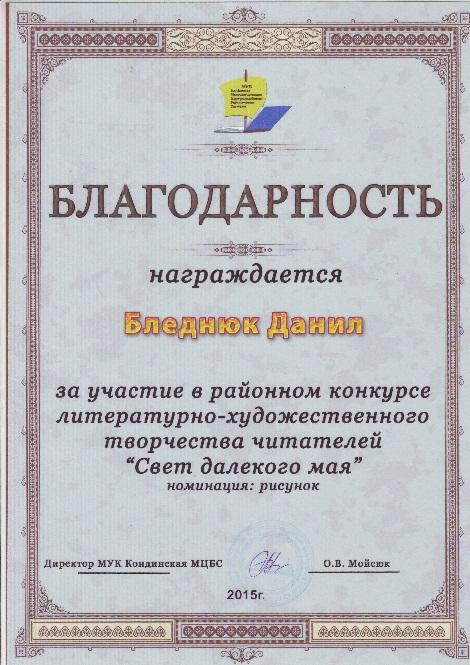 БЛАГОДАРНОСТЬ
награждается
Бледнюк Данил
за участие в районном конкурсе
литературно-художественного
творчества читателей
“Свет далекого мая”
номинация: рисунок
Директор МУК Кондинская МЦБС О.В. Мойсюк
2015г.